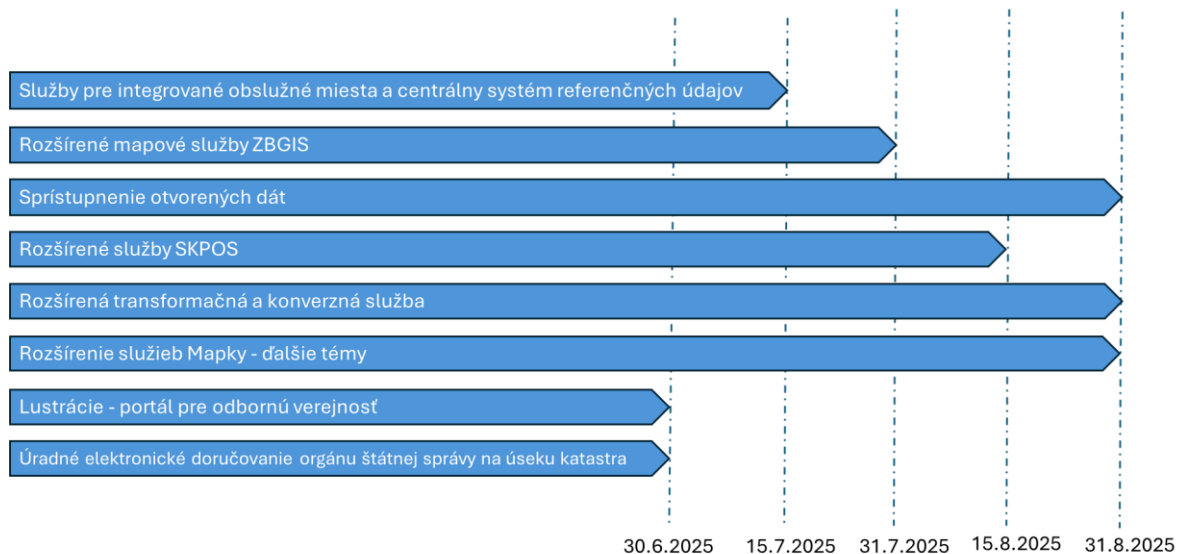 Služby pre integrované obslužné miesta a centrálny systém referenčných údajov
Rozšírené mapové služby ZBGIS
Sprístupnenie otvorených dát
Rozšírené služby SKPOS
Rozšírená transformačná a konverzná služba
Rozšírenie služieb Mapky - ďalšie témy
Lustrácie - portál pre odbornú verejnosť
Úradné elektronické doručovanie orgánu štátnej správy na úseku katastra
30.6.2025 15.7.2025 31.7.2025 15.8.2025 31.8.2025